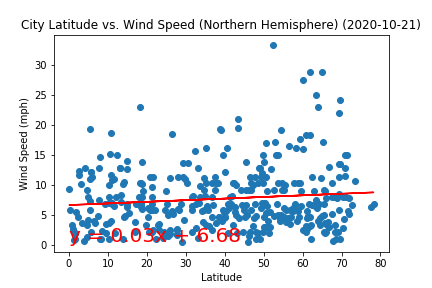 City Latitude vs. Wind Speed (Northern Hemisphere) (2020-10-21)
Wind Speed (mph)
30
25
20
15
10
5
0
y = 0.03x + 6.68
0 10 20 30 40 50 60 70 80
Latitude